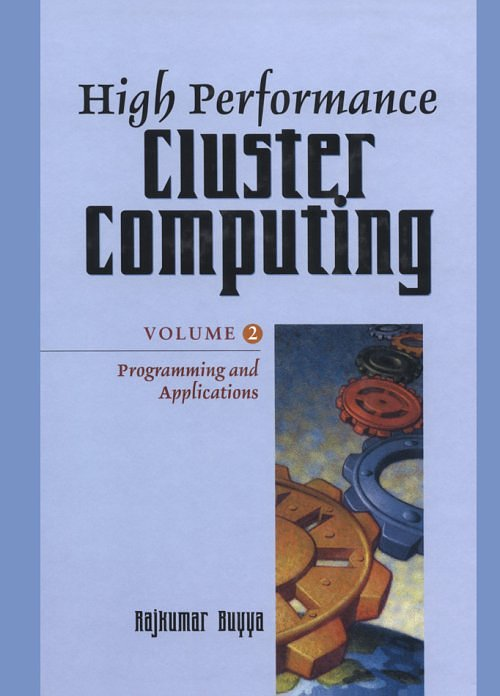 High Performance
Cluster
Computing
VOLUME 2
Programming and
Applications
Rajkumar Buyya